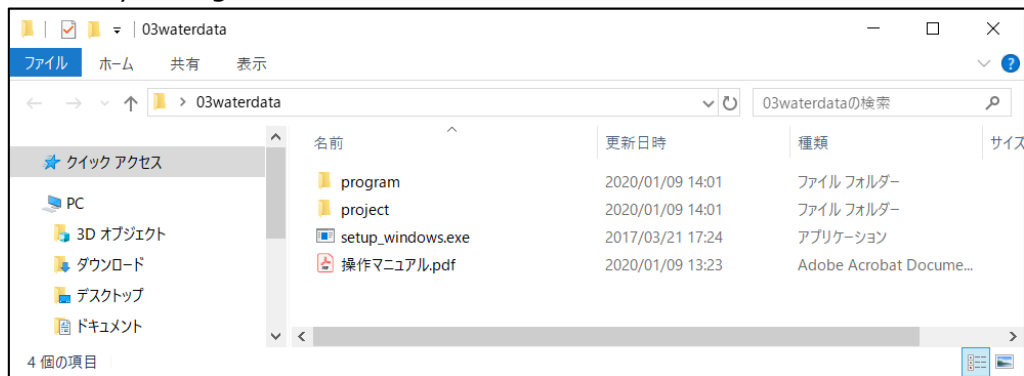 03waterdata
ファイル ホーム 共有 表示
03waterdata 03waterdataの検索
名前 更新日時 種類 サイズ
クイック アクセス
program 2020/01/09 14:01 ファイル フォルダー
PC
project 2020/01/09 14:01 ファイル フォルダー
3D オブジェクト
setup_windows.exe 2017/03/21 17:24 アプリケーション
ダウンロード
操作マニュアル.pdf 2020/01/09 13:23 Adobe Acrobat Docume...
デスクトップ
ドキュメント
4 個の項目